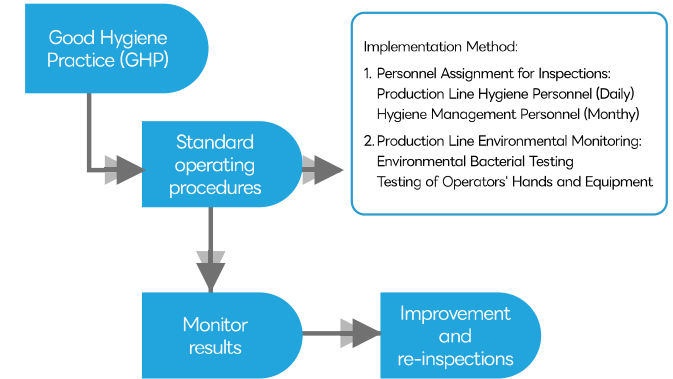 Good Hygiene
Practice (GHP)
Implementation Method:
1. Personnel Assignment for Inspections:
Production Line Hygiene Personnel (Daily)
Hygiene Management Personnel (Monthy)
2. Production Line Environmental Monitoring:
Environmental Bacterial Testing
Testing of Operators' Hands and Equipment
Standard
operating
procedures
Monitor
results
Improvement
and
re-inspections